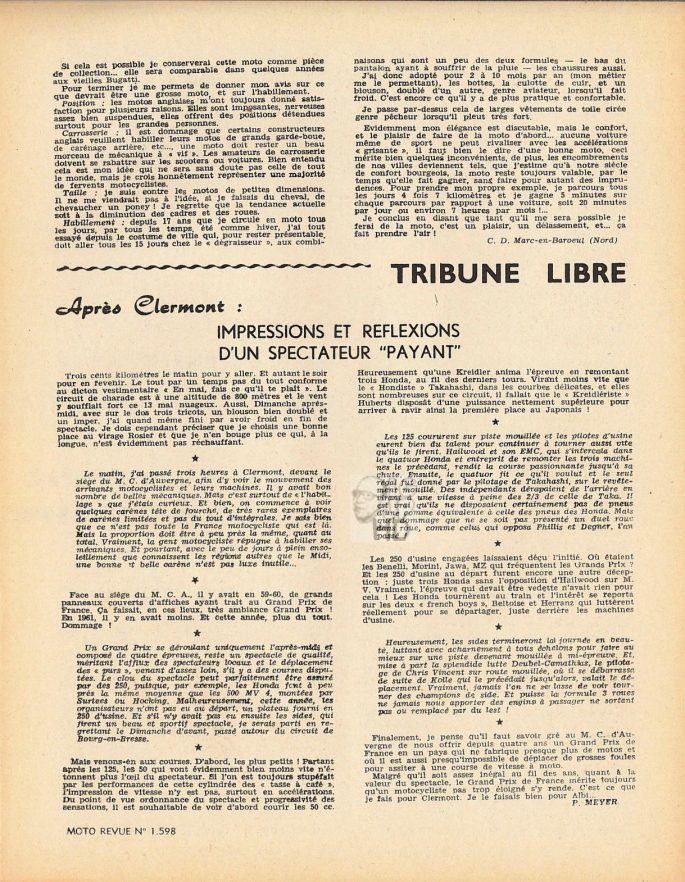 Si cela est possible je conserverai cette moto comme pièce
de collection... elle sera comparable dans quelques années
aux vieilles Bugatti.
Pour terminer je me permets de donner mon avis sur ce
que devrait être une grosse moto, et sur l'habillement.
Position : les motos anglaises m'ont toujours donné satis-
faction pour plusieurs raisons. Elles sont imposantes, nerveuses
assez bien suspendues, elles offrent des positions détendues
surtout pour les grandes personnes.
Carrosserie : il est dommage que certains constructeurs
anglais veuillent habiller leurs motos de grands garde-boue,
de carénage arrière, etc..., une moto doit rester un beau
morceau de mécanique à « vif ». Les amateurs de carrosserie
doivent se rabattre sur les scooters ou voitures. Bien entendu
cela est mon idée qui ne sera sans doute pas celle de tout
le monde, mais je crois honnêtement représenter une majorité
de fervents motocyclistes.
Taille : je suis contre les motos de petites dimensions.
Il ne me viendrait pas à l'idée, si je faisais du cheval, de
chevaucher un poney ! Je regrette que la tendance actuelle
soit à la diminution des cadres et des roues.
Habillement : depuis 17 ans que je circule en moto tous
les jours, par tous les temps, été comme hiver, j'ai tout
essayé depuis le costume de ville qui, pour rester présentable,
doit aller tous les 15 jours chez le « dégraisseur », aux combi-
naisons qui ont un peu des deux formules — le bas du
pantalon ayant à souffrir de la pluie — les chaussures aussi.
J'ai donc adopté pour 2 à 10 mois par an (mon métier
me le permettant), les bottes, la culotte de cuir, et un
blouson, doublé d'un autre, genre aviateur, lorsqu'il fait
froid. C'est encore ce qu'il y a de plus pratique et confortable.
Je passe par-dessus cela de larges vêtements de toile cirée
genre pêcheur lorsqu'il pleut très fort.
Evidemment mon élégance est discutable, mais le confort,
et le plaisir de faire de la moto d'abord... aucune voiture
même de sport ne peut rivaliser avec les accélérations
« grisante », il faut bien le dire d'une bonne moto, ceci
mérite bien quelques inconvénients, de plus, les encombrements
de nos villes deviennent tels, que j'estime qu'à notre siècle
de confort bourgeois, la moto reste toujours valable, par le
temps qu'elle fait gagner, sans faire pour autant des impru-
dences. Pour prendre mon propre exemple, je parcours tous
les jours 4 fois 7 kilomètres et je gagne 5 minutes sur
chaque parcours par rapport à une voiture, soit 20 minutes
par jour ou environ 7 heures par mois !...
Je conclus en disant que tant qu'il me sera possible je
ferai de la moto, c'est un plaisir, un délassement, et... ça
fait prendre l'air !
C. D. Marc-en-Baroeul (Nord)
TRIBUNE LIBRE
Après Clermont :
IMPRESSIONS ET REFLEXIONS
D'UN SPECTATEUR "PAYANT"
Trois cents kilomètres le matin pour y aller. Et autant le soir
pour en revenir. Le tout par un temps pas du tout conforme
au dicton vestimentaire « En mai, fais ce qu'il te plait ». Le
circuit de charade est à une altitude de 800 mètres et le vent
y soufflait fort ce 13 mai nuageux. Aussi, Dimanche après-
midi, avec sur le dos trois tricots, un blouson bien doublé et
un imper, j'ai quand même fini par avoir froid en fin de
spectacle. Je dois cependant préciser que je choisis une bonne
place au virage Rosier et que je n'en bouge plus ce qui, à la
longue, n'est évidemment pas réchauffant.
Le matin, j'ai passé trois heures à Clermont, devant le
siège du M. C. d'Auvergne, afin d'y voir le mouvement des
arrivants motocyclistes et leurs machines. Il y avait bon
nombre de belles mécaniques. Mais c'est surtout de « l'habil-
lage » que j'étais curieux. Et bien, on commence à voir
quelques carènes tête de fourche, de très rares exemplaires
de carènes limitées et pas du tout d'intégrales. Je sais bien
que ce n'est pas toute la France motocycliste qui est là.
Mais la proportion doit être à peu près la même, quant au
total. Vraiment, la gent motocycliste répugne à habiller ses
mécaniques. Et pourtant, avec le peu de jours à plein enso-
leillement que connaissent les régions autres que le Midi,
une bonne et belle carène n'est pas luxe inutile...
Face au siège du M. C. A., il y avait en 59-60, de grands
panneaux couverts d'affiches ayant trait au Grand Prix de
France. Ça faisait, en ces lieux, très ambiance Grand Prix !
En 1961, il y en avait moins. Et cette année, plus du tout.
Dommage !
Un Grand Prix se déroulant uniquement l'après-midi et
composé de quatre épreuves, reste un spectacle de qualité,
méritant l'afflux des spectateurs locaux et le déplacement
des « purs », venant d'assez loin, s'il y a des courses dispu-
tées. Le clou du spectacle peut parfaitement être assuré
par des 250, puisque, par exemple, les Honda font à peu
près la même moyenne que les 500 MV 4, montées par
Surtees ou Hocking. Malheureusement, cette année, les
organisateurs n'ont pas eu au départ, un plateau fourni en
250 d'usine. Et s'il n'y avait pas eu ensuite les sides, qui
firent un beau et sportif spectacle, je serais parti en re-
grettant le Dimanche d'avant, passé autour du circuit de
Bourg-en-Bresse.
Mais venons-en aux courses. D'abord, les plus petits ! Partant
après les 125, les 50 qui vont évidemment bien moins vite n'é-
tonnent plus l'œil du spectateur. Si l'on est toujours stupéfait
par les performances de cette cylindrée des « tasse à café »,
l'impression de vitesse n'y est pas, surtout en accélérations.
Du point de vue ordonnance du spectacle et progressivité des
sensations, il est souhaitable de voir d'abord courir les 50 cc.
Heureusement qu'une Kreidler anima l'épreuve en remontant
trois Honda, au fil des derniers tours. Virant moins vite que
le « Hondiste » Takahashi, dans les courbes délicates, et elles
sont nombreuses sur ce circuit, il fallait que le « Kreidlériste »
Huberts disposât d'une puissance nettement supérieure pour
arriver à ravir ainsi la première place au Japonais !
Les 125 coururent sur piste mouillée et les pilotes d'usine
eurent bien du talent pour continuer à tourner aussi vite
qu'ils le firent. Hailwood et son EMC, qui s'intercala dans
le quatuor Honda et entreprit de remonter les trois machi-
nes le précédant, rendit la course passionnante jusqu'à sa
chute. Ensuite, le quatuor fit ce qu'il voulut et le seul
donné par le pilotage de Takahashi, sur le revête-
mouillé. Des indépendants dérapaient de l'arrière en
à une vitesse à peine des 2/3 de celle de Taka. Il
qu'ils ne disposaient certainement pas de pneus
d'une gomme équivalente à celle des pneus des Honda. Mais
dommage que ne se soit pas présenté un duel roue
comme celui qui opposa Phillis et Degner, l'an
Les 250 d'usine engagées laissaient déçu l'initié. Où étaient
les Benelli, Morini, Jawa, MZ qui fréquentent les Grands Prix ?
Et les 250 d'usine au départ furent encore une autre décep-
tion : juste trois Honda sans l'opposition d'Hailwood sur M.
V. Vraiment, l'épreuve qui devait être vedette n'avait rien pour
cela ! Les Honda tournèrent au train et l'intérêt se reporta
sur les deux « french boys », Beltoise et Herranz qui luttèrent
réellement pour se départager, juste derrière les machines
d'usine.
Heureusement, les sides termineront la journée en beau-
té, luttant avec acharnement à tous échelons pour faire au
mieux sur une piste devenant mouillée à mi-épreuve. Et,
mise à part la splendide lutte Deubel-Camathias, le pilota-
ge de Chris Vincent sur route mouillée, où il se débarrassa
de suite de Rolle qui le précédait jusqu'alors, valait le dé-
placement. Vraiment, jamais l'on ne se lasse de voir tour-
ner des champions de side. Et puisse la formule 3 roues
ne jamais nous apporter des engins à passager ne sortant
pas ou remplacé par du lest !
Finalement, je pense qu'il faut savoir gré au M. C. d'Au-
vergne de nous offrir depuis quatre ans un Grand Prix de
France en un pays qui ne fabrique presque plus de motos et
où il est aussi presqu'impossible de déplacer de grosses foules
pour assiter à une course de vitesse à moto.
Malgré qu'il soit assez inégal au fil des ans, quant à la
valeur du spectacle, le Grand Prix de France mérite toujours
qu'un motocycliste pas trop éloigné s'y rende. C'est ce que
je fais pour Clermont. Je le faisais bien pour Albi...
P. MEYER.
MOTO REVUE N° 1.598